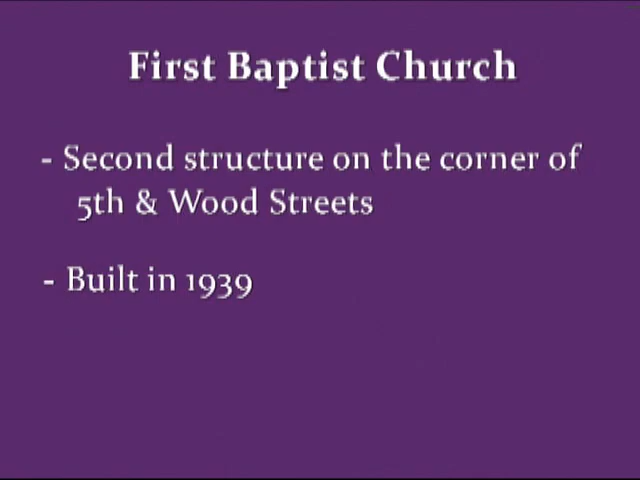 First Baptist Church
- Second structure on the corner of
5th & Wood Streets
- Built in 1939